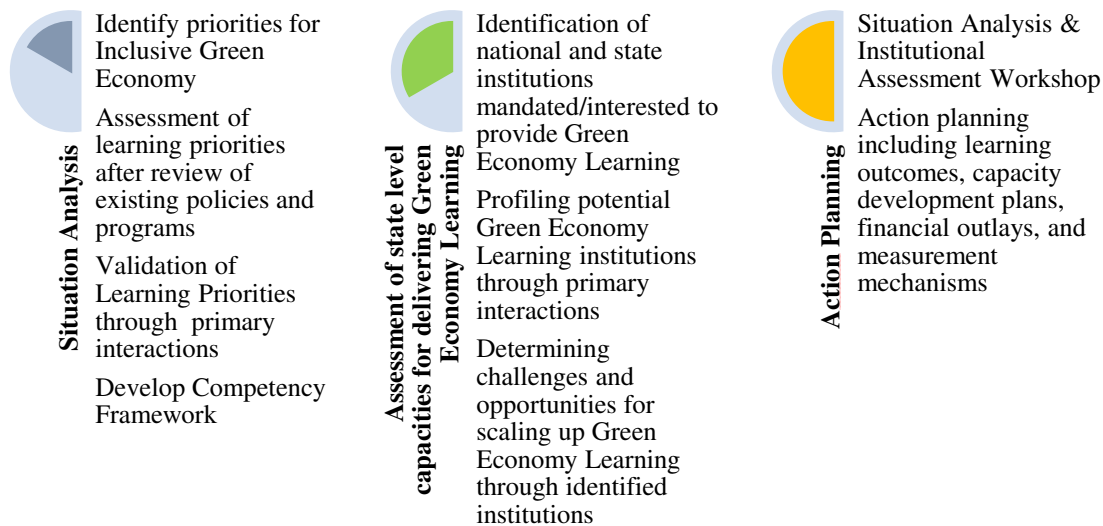 Situation Analysis
Identify priorities for
Inclusive Green
Economy
Assessment of
learning priorities
after review of
existing policies and
programs
Validation of
Learning Priorities
through primary
interactions
Develop Competency
Framework
Assessment of state level
capacities for delivering Green
Economy Learning
Identification of
national and state
institutions
mandated/interested to
provide Green
Economy Learning
Profiling potential
Green Economy
Learning institutions
through primary
interactions
Determining
challenges and
opportunities for
scaling up Green
Economy Learning
through identified
institutions
Action Planning
Situation Analysis &
Institutional
Assessment Workshop
Action planning
including learning
outcomes, capacity
development plans,
financial outlays, and
measurement
mechanisms